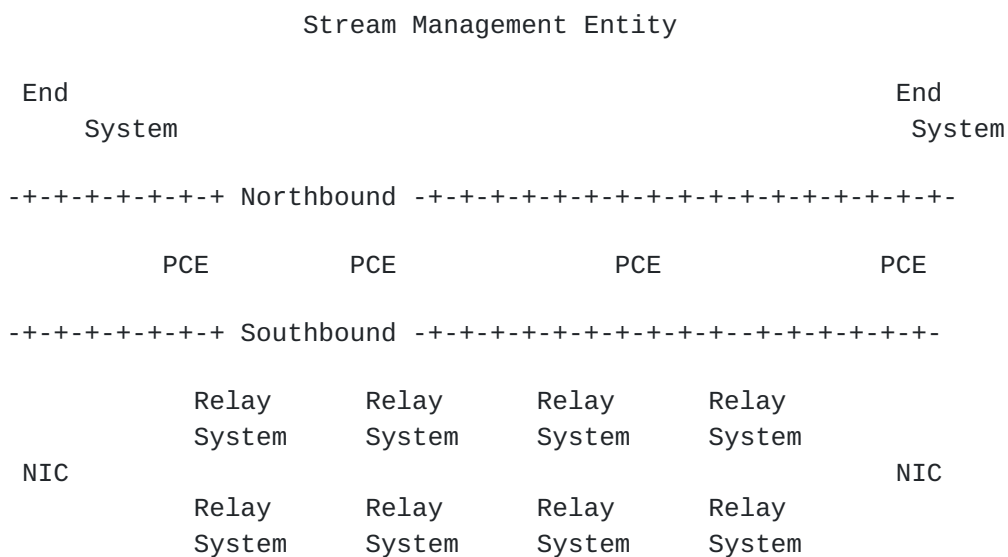 Stream Management Entity
End End
System System
-+-+-+-+-+-+-+ Northbound -+-+-+-+-+-+-+-+-+-+-+-+-+-+-+-+-+-
PCE PCE PCE PCE
-+-+-+-+-+-+-+ Southbound -+-+-+-+-+-+-+-+-+-+--+-+-+-+-+-+-
Relay Relay Relay Relay
System System System System
NIC NIC
Relay Relay Relay Relay
System System System System